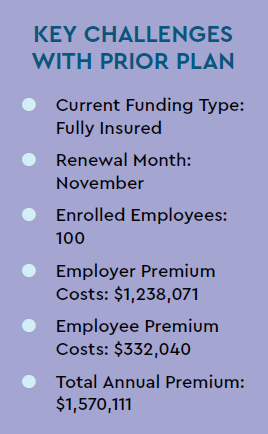 KEY CHALLENGES
WITH PRIOR PLAN
Current Funding Type:
Fully Insured
Renewal Month:
November
Enrolled Employees:
100
Employer Premium
Costs: $1,238,071
Employee Premium
Costs: $332,040
Total Annual Premium:
$1,570,111